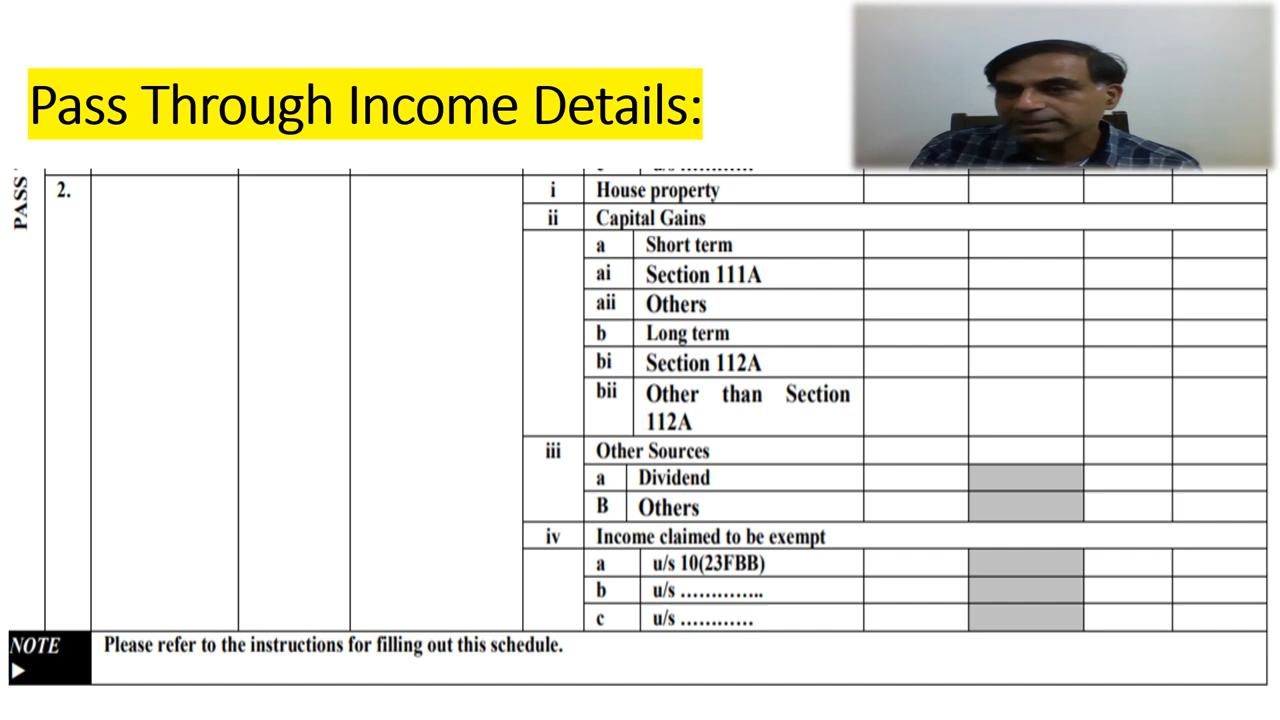 Pass Through Income Details:
PASS
2.
i House property
ii Capital Gains
a Short term
ai Section 111A
aii Others
b Long term
bi Section 112A
bii Other than Section
112A
iii Other Sources
a Dividend
B Others
iv Income claimed to be exempt
a u/s 10(23FBB)
b u/s …………..
c u/s …………
NOTE Please refer to the instructions for filling out this schedule.